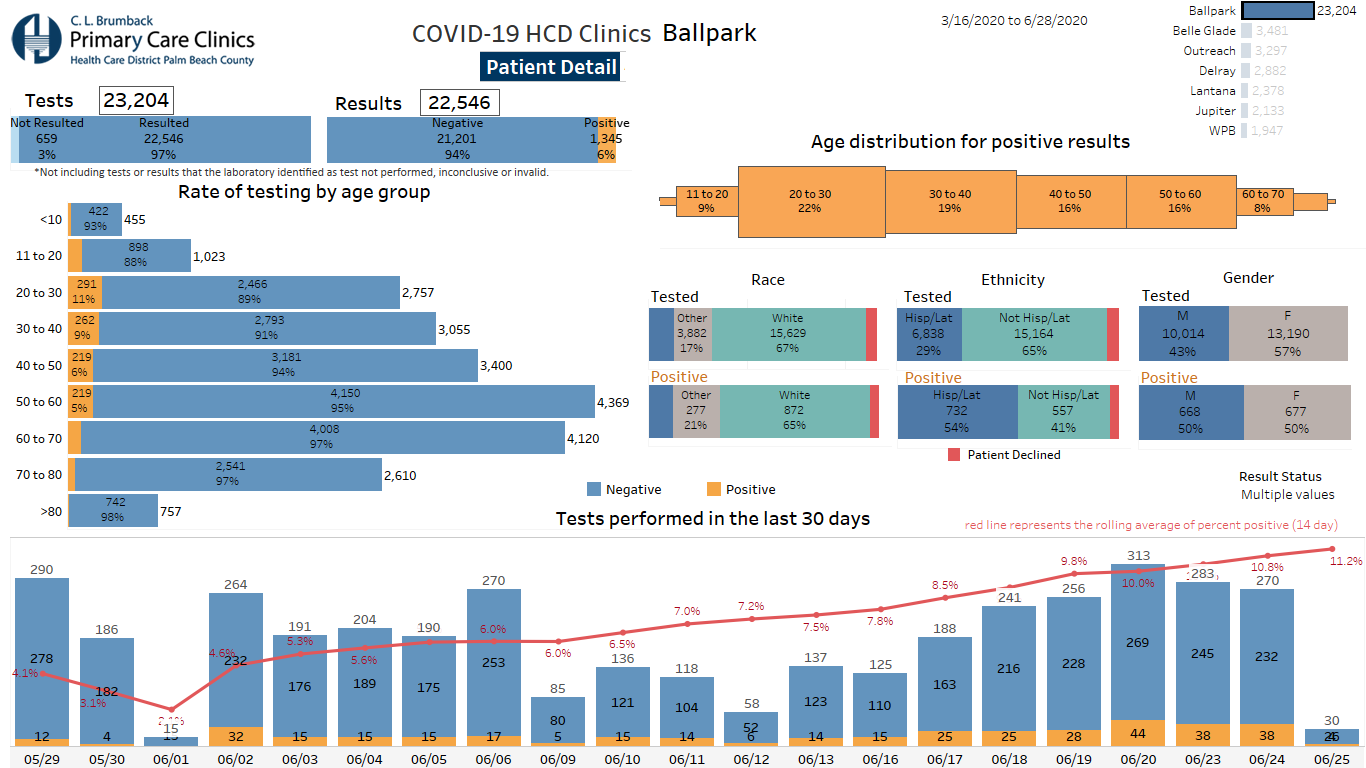 C. L. Brumback
Primary Care Clinics
Health Care District Palm Beach County
COVID-19 HCD Clinics Ballpark
Patient Detail
3/16/2020 to 6/28/2020
Ballpark 23,204
Belle Glade 3,481
Outreach 3,297
Delray 2,882
Lantana 2,378
Jupiter 2,133
WPB 1,947
Tests 23,204
Not Resulted Resulted
659 22,546
3% 97%
Results 22,546
Negative Positive
21,201 1,345
94% 6%
*Not including tests or results that the laboratory identified as test not performed, inconclusive or invalid.
Rate of testing by age group
<10 422 93% 455
11 to 20 898 88% 1,023
20 to 30 291 11% 2,466 89% 2,757
30 to 40 262 9% 2,793 91% 3,055
40 to 50 219 6% 3,181 94% 3,400
50 to 60 219 5% 4,150 95% 4,369
60 to 70 4,008 97% 4,120
70 to 80 2,541 97% 2,610
>80 742 98% 757
Age distribution for positive results
11 to 20 20 to 30 30 to 40 40 to 50 50 to 60 60 to 70
9% 22% 19% 16% 16% 8%
Race
Tested
Other White
3,882 15,629
17% 67%
Positive
Other White
277 872
21% 65%
Ethnicity
Tested
Hisp/Lat Not Hisp/Lat
6,838 15,164
29% 65%
Positive
Hisp/Lat Not Hisp/Lat
732 557
54% 41%
Patient Declined
Gender
Tested
M F
10,014 13,190
43% 57%
Positive
M F
668 677
50% 50%
Negative Positive
Result Status
Multiple values
Tests performed in the last 30 days
red line represents the rolling average of percent positive (14 day)
290 186 15 264 191 204 190 270 85 136 118 58 137 125 188 241 256 313 283 270 30
4.1% 3.1% 4.6% 5.3% 5.6% 6.0% 6.0% 6.5% 7.0% 7.2% 7.5% 7.8% 8.5% 9.8% 10.0% 10.8% 11.2%
278 182 232 176 189 175 253 80 121 104 52 123 110 163 216 228 269 245 232 26
12 4 32 15 15 15 17 5 15 14 6 14 15 25 25 28 44 38 38 4
05/29 05/30 06/01 06/02 06/03 06/04 06/05 06/06 06/09 06/10 06/11 06/12 06/13 06/16 06/17 06/18 06/19 06/20 06/23 06/24 06/25